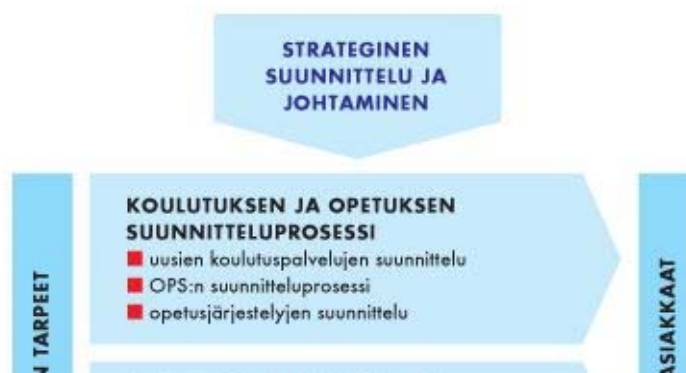 STRATEGINEN
SUUNNITTELU JA
JOHTAMINEN
KOULUTUKSEN JA OPETUKSEN
SUUNNITTELUPROSESSI
uusien koulutuspalvelujen suunnittelu
OPS:n suunnitteluprosessi
opetusjärjestelyjen suunnittelu
N TARPEET
ASIAKKAAT